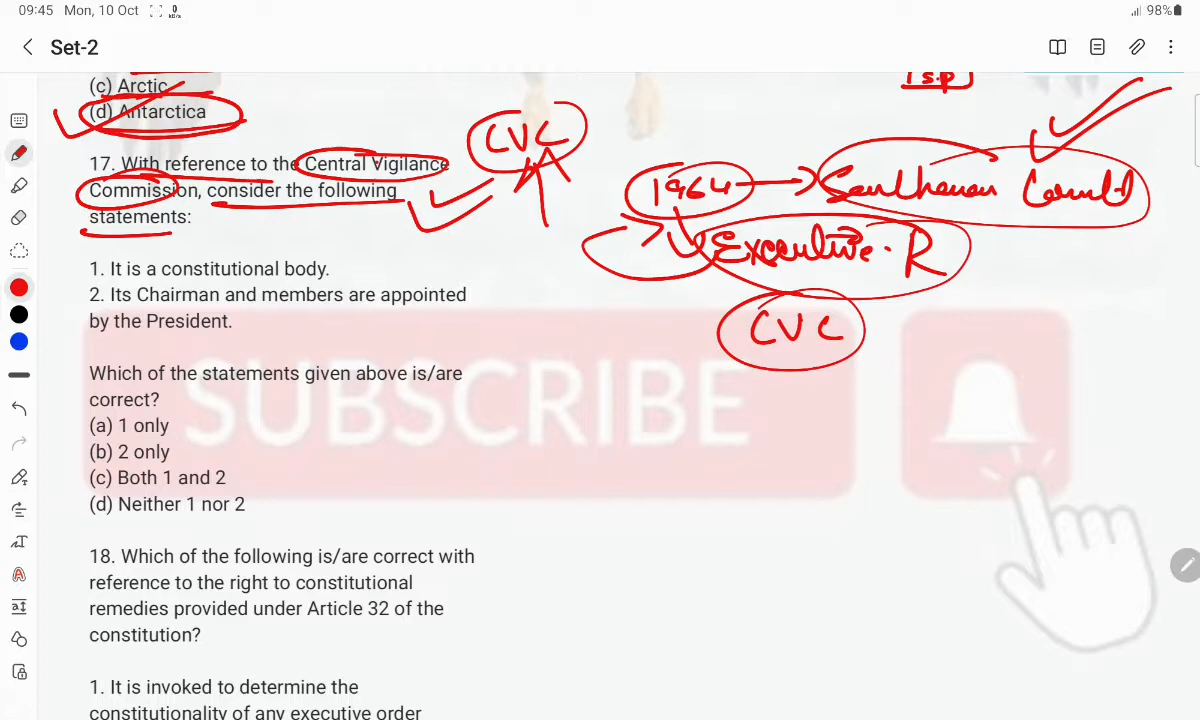 09:45 Mon, 10 Oct
98%
Set-2
(c) Arctic
(d) Antarctica
1 s.p
17. With reference to the Central Vigilance
Commission, consider the following
statements:
CVC
1964
Executive. R
CVC
1. It is a constitutional body.
2. Its Chairman and members are appointed
by the President.
Which of the statements given above is/are
correct?
(a) 1 only
(b) 2 only
(c) Both 1 and 2
(d) Neither 1 nor 2
SUBSCRIBE
18. Which of the following is/are correct with
reference to the right to constitutional
remedies provided under Article 32 of the
constitution?
1. It is invoked to determine the
constitutionality of any executive order